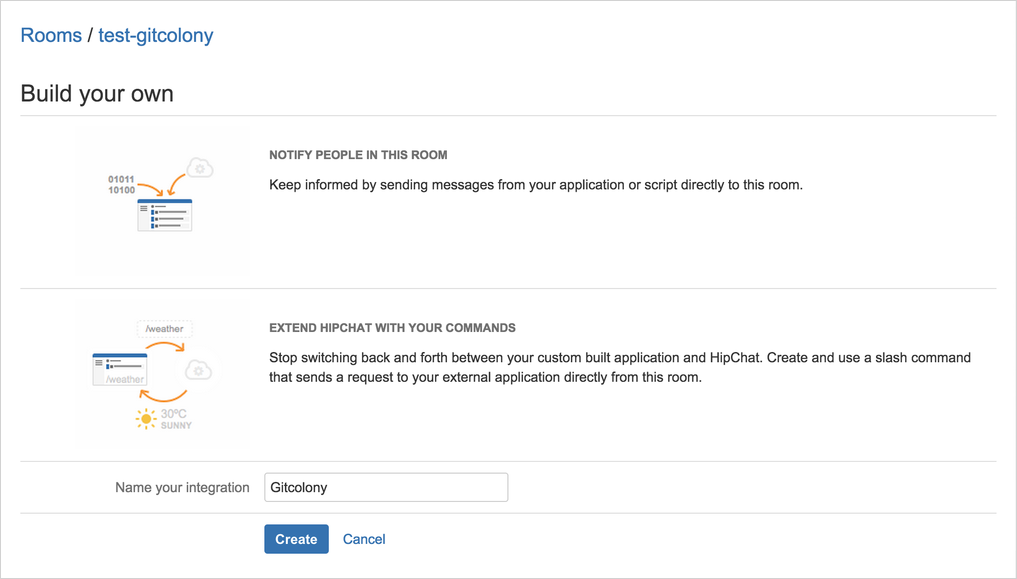 Rooms / test-gitcolony
Build your own
01011
10100
NOTIFY PEOPLE IN THIS ROOM
Keep informed by sending messages from your application or script directly to this room.
/weather
/weather
30ºC
SUNNY
EXTEND HIPCHAT WITH YOUR COMMANDS
Stop switching back and forth between your custom built application and HipChat. Create and use a slash command
that sends a request to your external application directly from this room.
Name your integration
Gitcolony
Create
Cancel